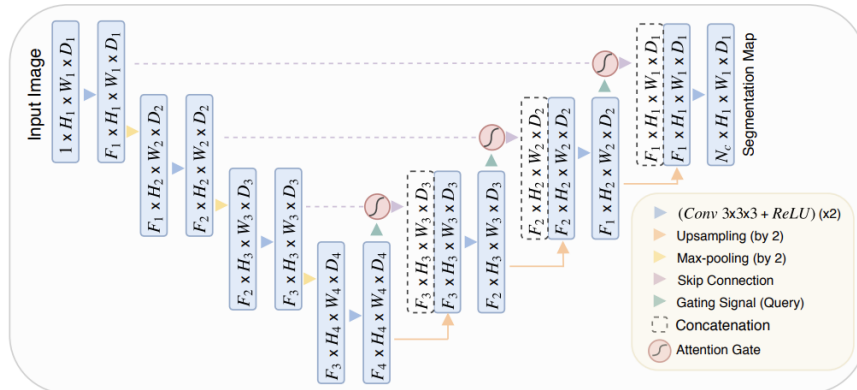 Input Image
1 x H₁ x W₁ x D₁
F₁ x H₁ x W₁ x D₁
F₁ x H₂ x W₂ x D₂
F₂ x H₂ x W₂ x D₂
F₂ x H₃ x W₃ x D₃
F₃ x H₃ x W₃ x D₃
F₃ x H₄ x W₄ x D₄
F₄ x H₄ x W₄ x D₄
F₃ x H₃ x W₃ x D₃
F₃ x H₃ x W₃ x D₃
F₂ x H₃ x W₃ x D₃
F₂ x H₂ x W₂ x D₂
F₂ x H₂ x W₂ x D₂
F₁ x H₂ x W₂ x D₂
F₁ x H₁ x W₁ x D₁
F₁ x H₁ x W₁ x D₁
N_c x H₁ x W₁ x D₁
Segmentation Map
(Conv 3x3x3 + ReLU) (x2)
Upsampling (by 2)
Max-pooling (by 2)
Skip Connection
Gating Signal (Query)
Concatenation
Attention Gate